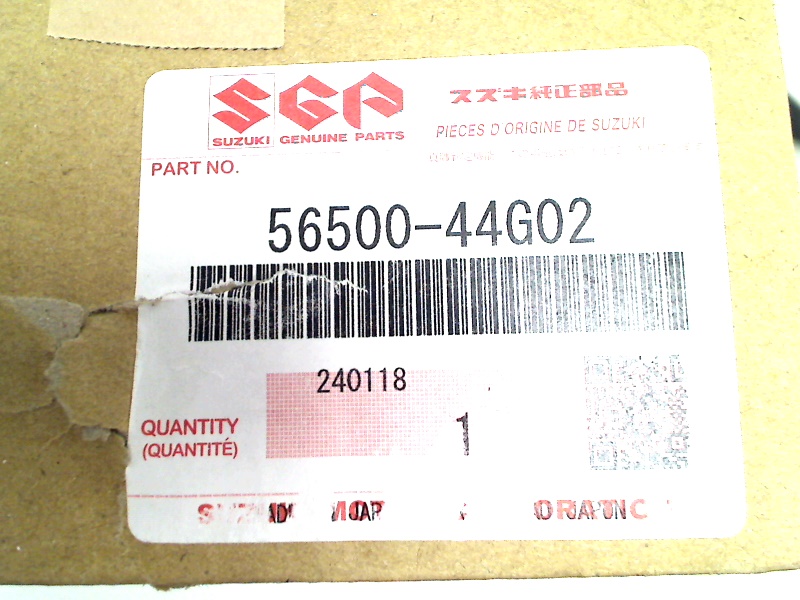 SGP
SUZUKI GENUINE PARTS
スズキ純正部品
PIECES D'ORIGINE DE SUZUKI
PART NO.
56500-44G02
240118
QUANTITY
(QUANTITÉ)
1